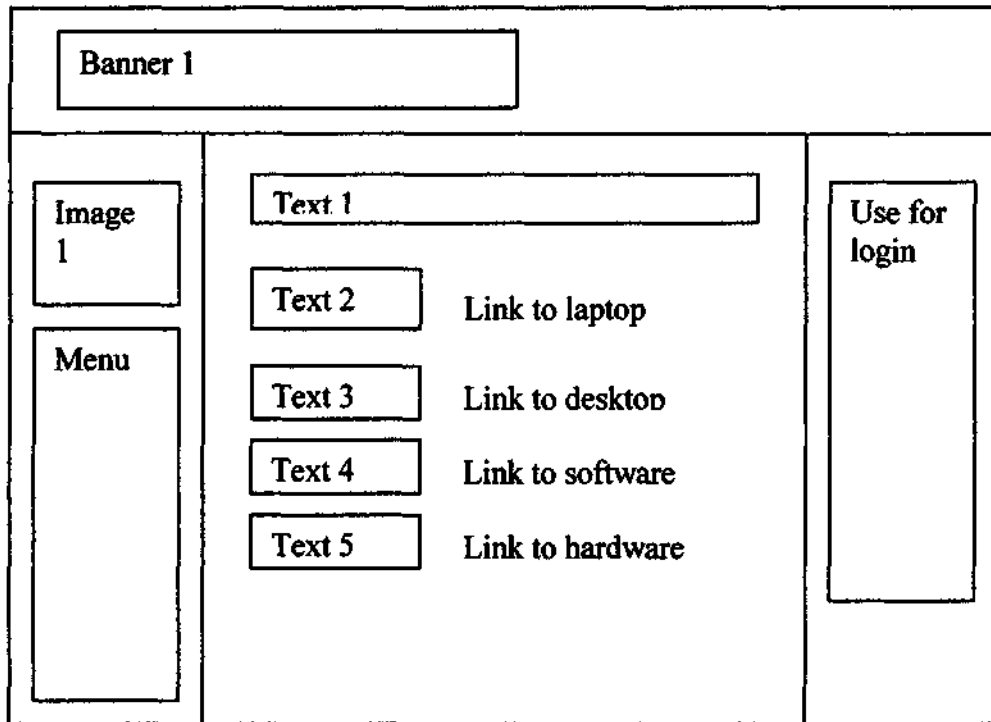 Banner 1
Image
1
Menu
Text 1
Text 2
Link to laptop
Text 3
Link to desktop
Text 4
Link to software
Text 5
Link to hardware
Use for
login